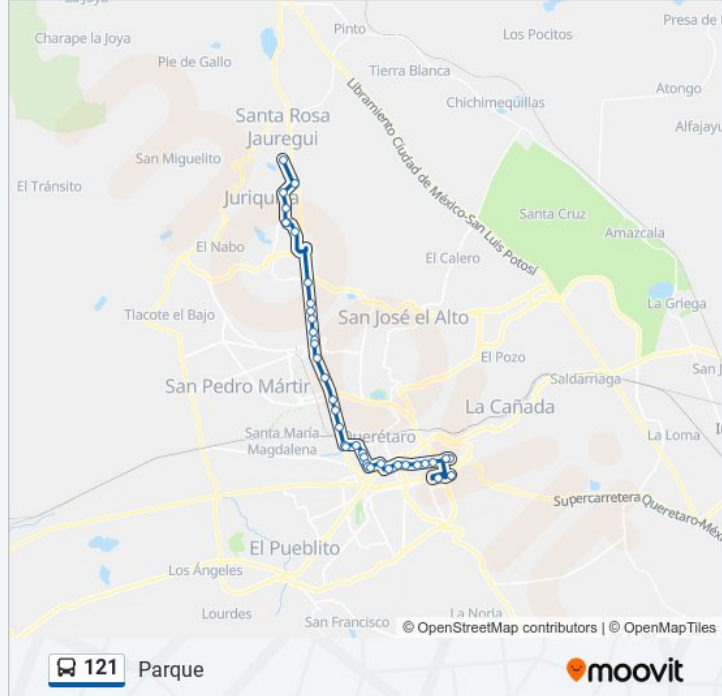 La Joya
Pinto
Presa de
Charape la Joya
Los Pocitos
Pie de Gallo
Tierra Blanca
Atongo
Chichimequillas
Santa Rosa
Jauregui
Libramiento Ciudad de México-San Luis Potosí
Alfajayu
San Miguelito
El Tránsito
Juriquilla
Santa Cruz
Amazcala
El Nabo
El Calero
La Griega
Tlacote el Bajo
San José el Alto
El Pozo
San J
Saldarriaga
San Pedro Mártir
La Cañada
Santa María
Magdalena
Querétaro
La Loma
Supercarretera Queretaro-Méx
El Pueblito
Los Ángeles
Lourdes
San Francisco
La Noria
© OpenStreetMap contributors | © OpenMapTiles
moovit
121 Parque
moovit